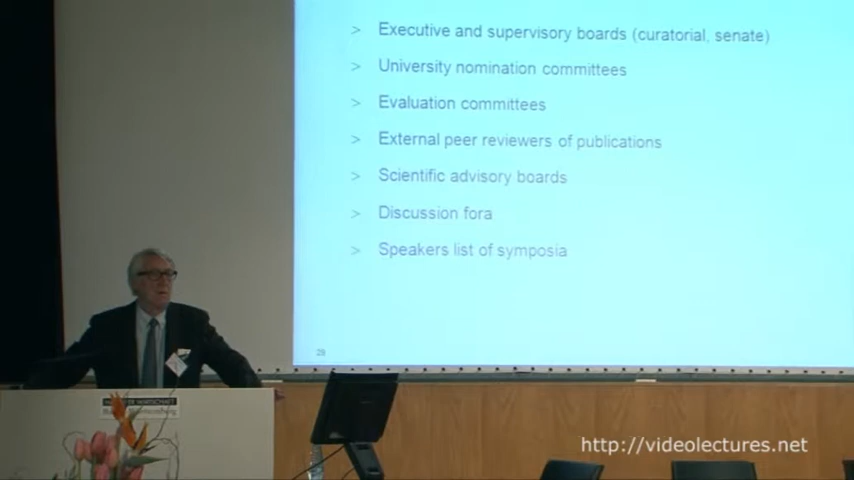 > Executive and supervisory boards (curatorial, senate)
> University nomination committees
> Evaluation committees
> External peer reviewers of publications
> Scientific advisory boards
> Discussion fora
> Speakers list of symposia
http://videolectures.net